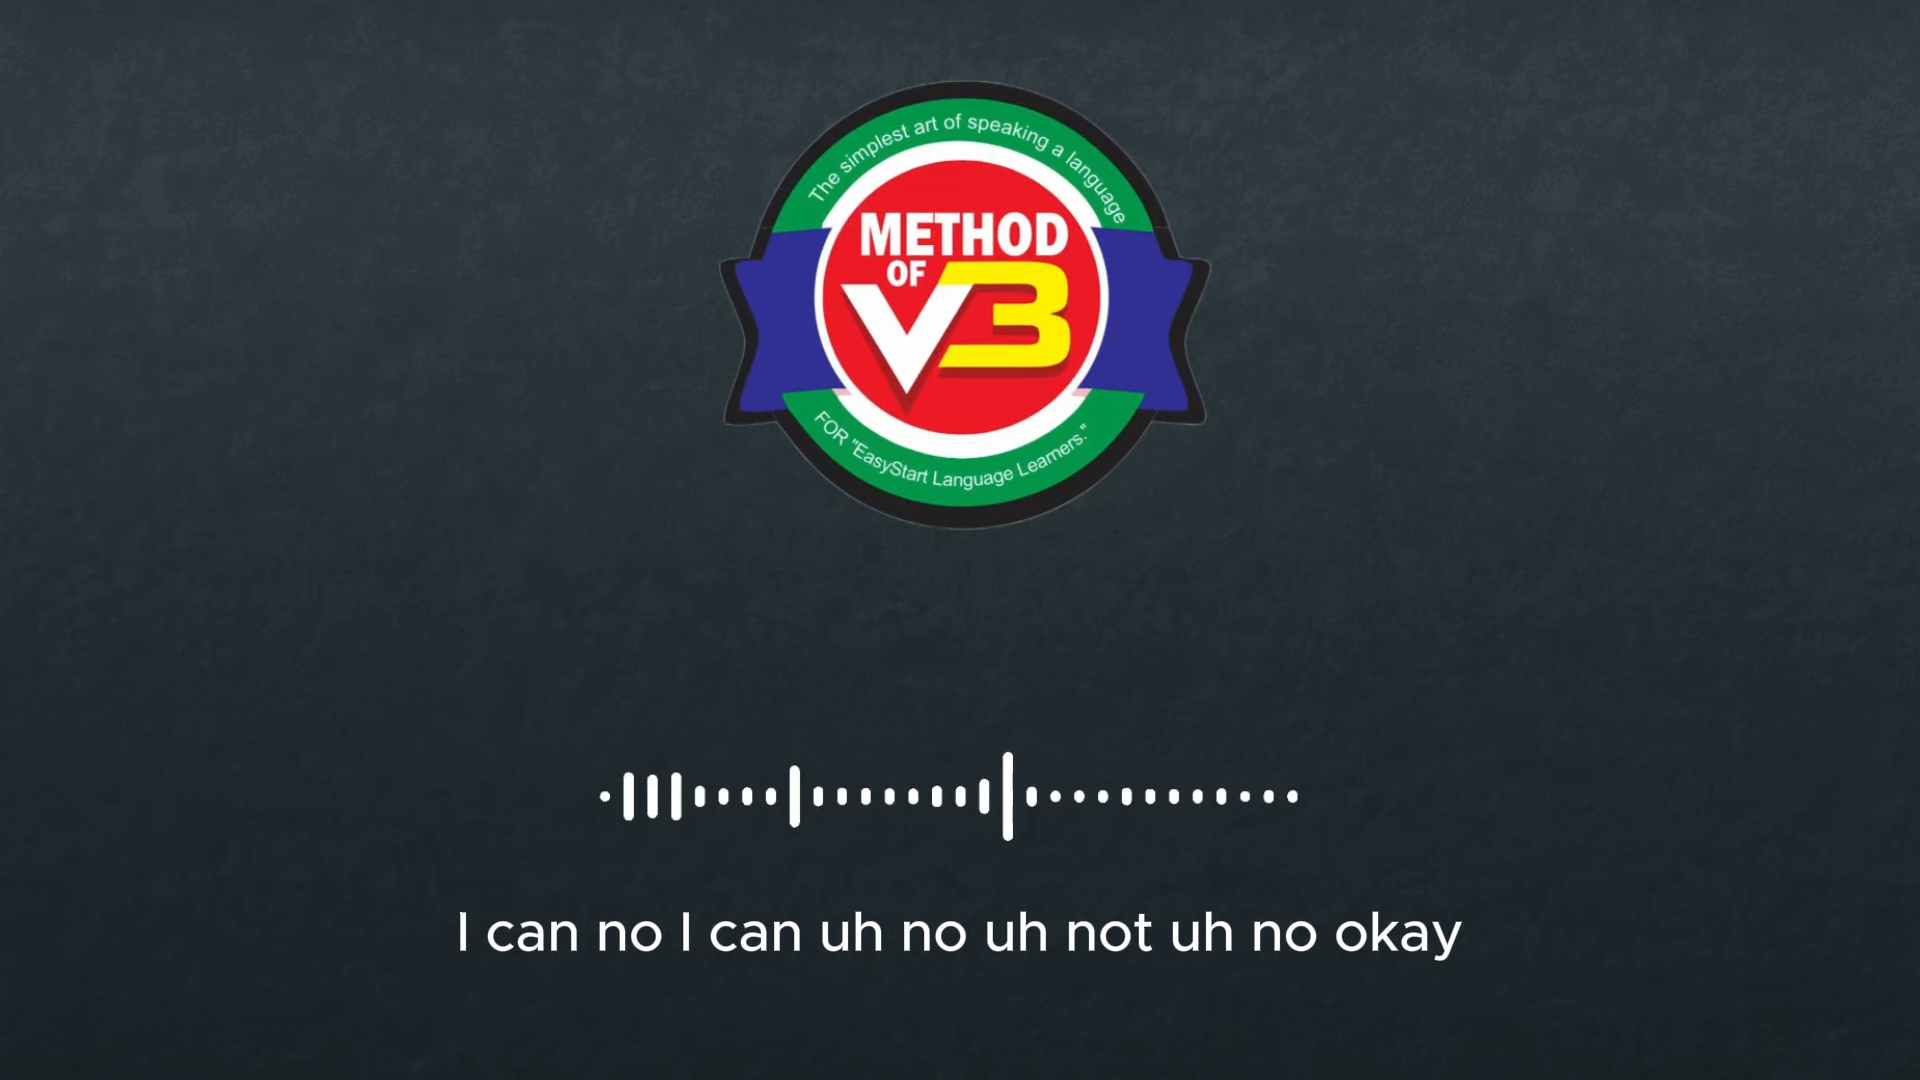 The simplest art of speaking a language
METHOD
OF
V3
FOR "EasyStart Language Learners."
I can no I can uh no uh not uh no okay